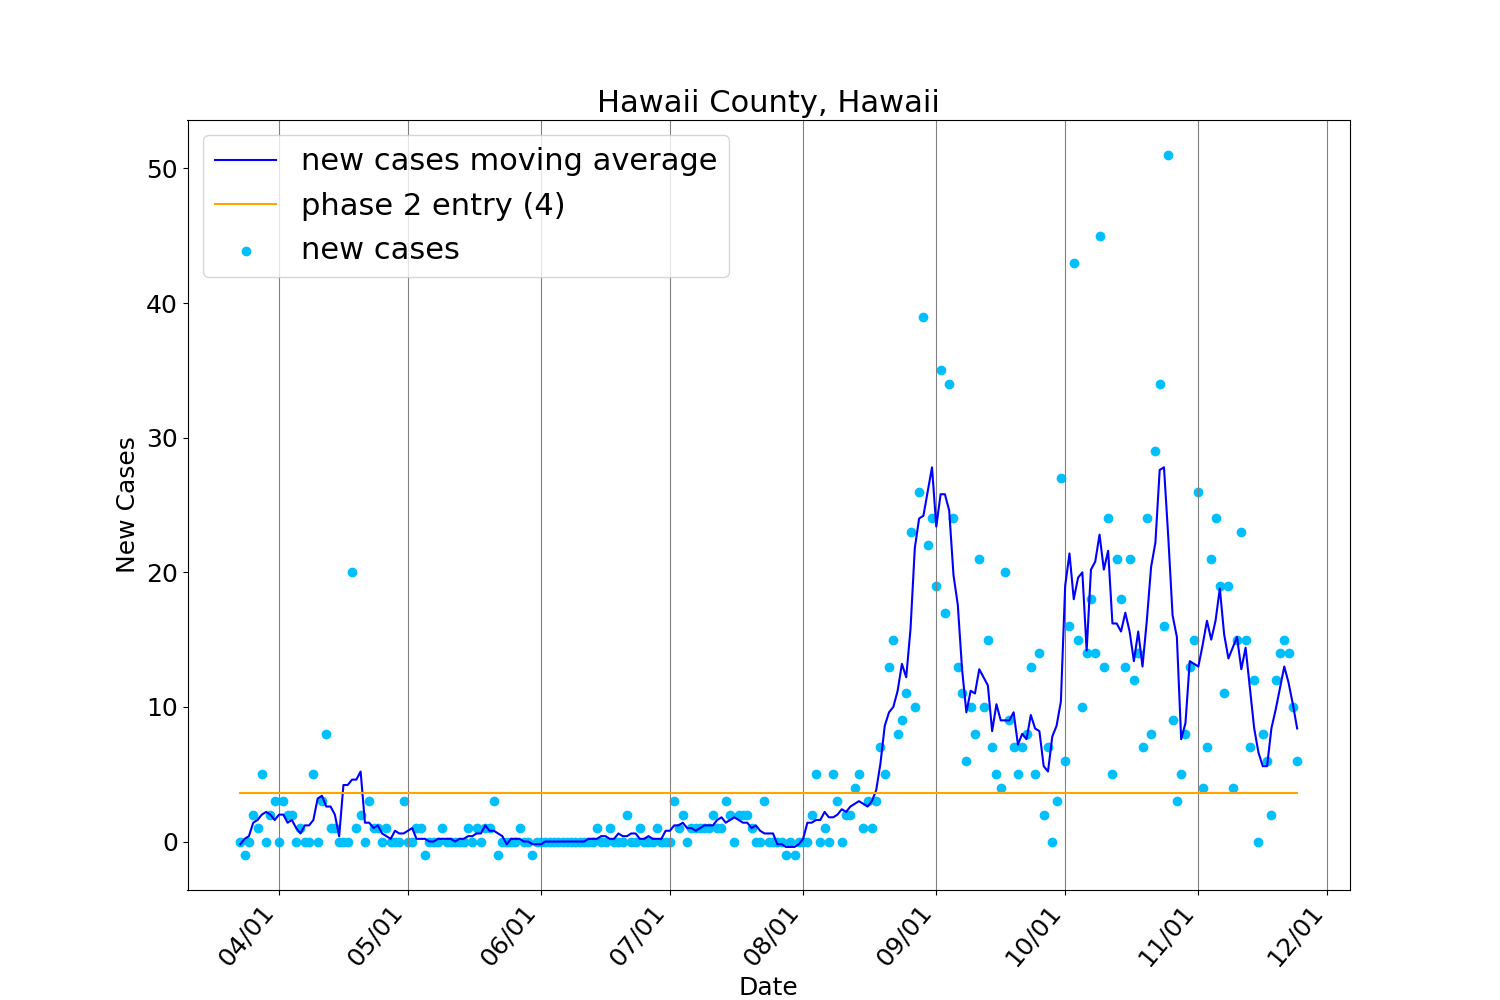 Hawaii County, Hawaii
new cases moving average
phase 2 entry (4)
new cases
50
40
30
20
10
0
New Cases
04/01
05/01
06/01
07/01
08/01
09/01
10/01
11/01
12/01
Date